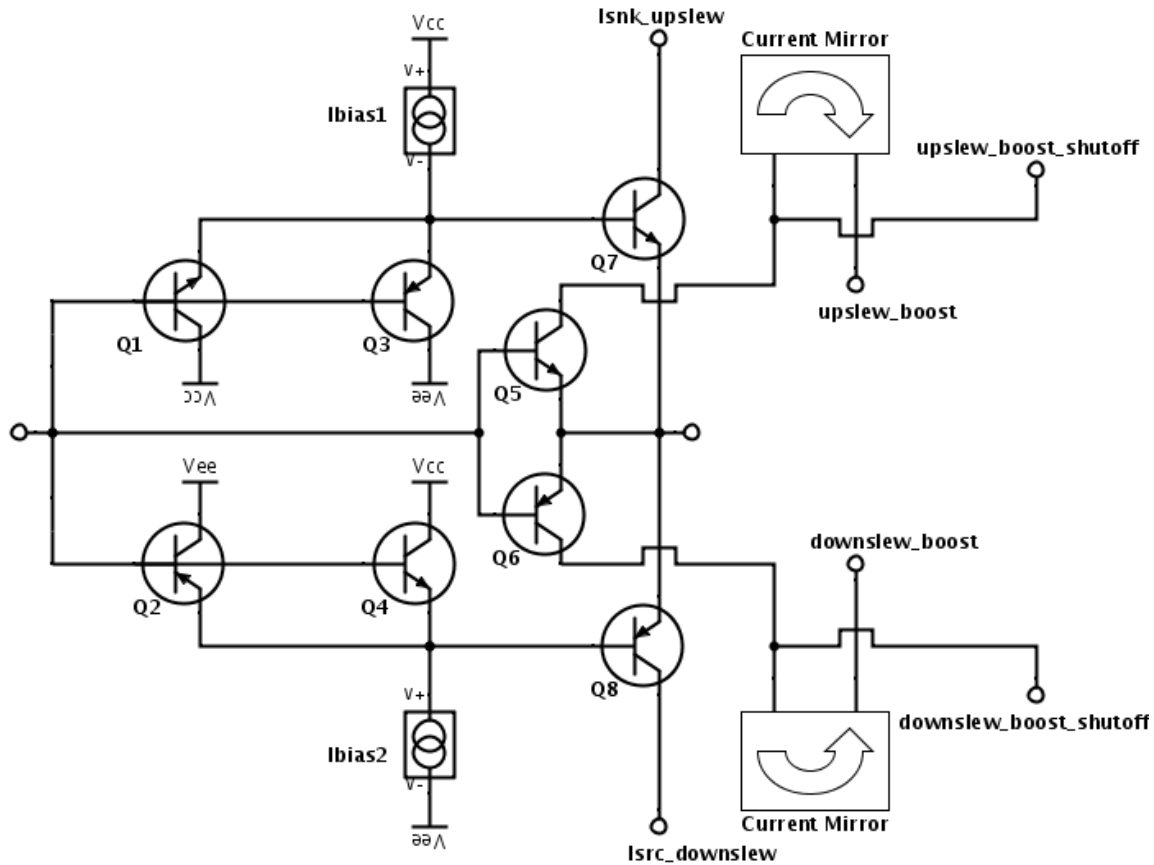 Isnk_upslew
Vcc
Current Mirror
V+
Ibias1
V-
upslew_boost_shutoff
Q7
upslew_boost
Q1
Q3
Vcc
Vee
Q5
Vee
Vcc
Q6
downslew_boost
Q2
Q4
Q8
V+
downslew_boost_shutoff
Ibias2
V-
Current Mirror
Vee
Isrc_downslew